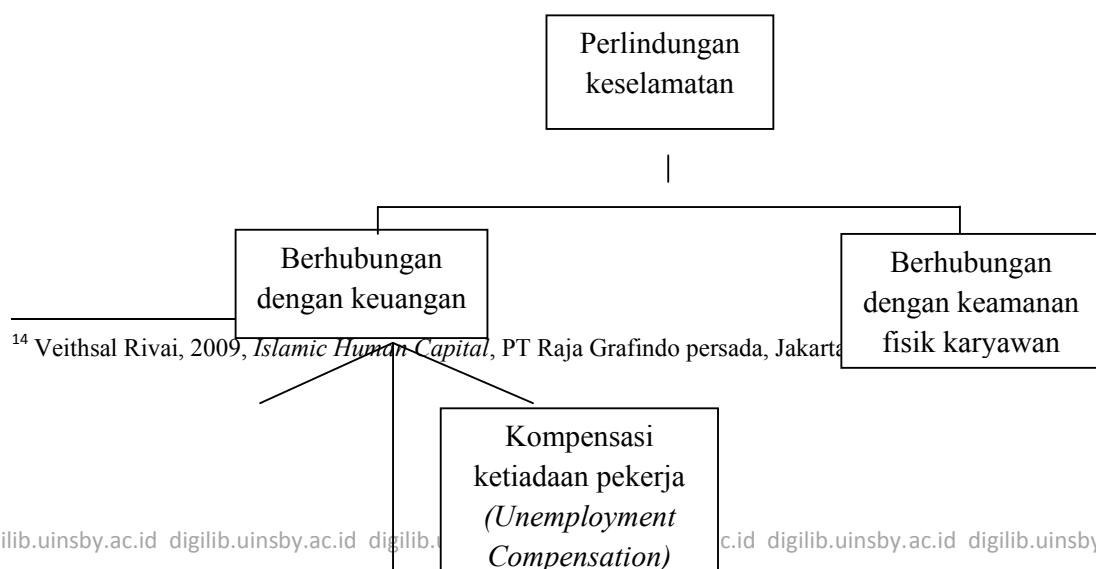 Perlindungan
keselamatan
Berhubungan
dengan keuangan
Berhubungan
dengan keamanan
fisik karyawan
14 Veithsal Rivai, 2009, Islamic Human Capital, PT Raja Grafindo persada, Jakarta
Kompensasi
ketiadaan pekerja
(Unemployment
Compensation)
ilib.uinsby.ac.id digilib.uinsby.ac.id digilib.u c.id digilib.uinsby.ac.id digilib.uinsby